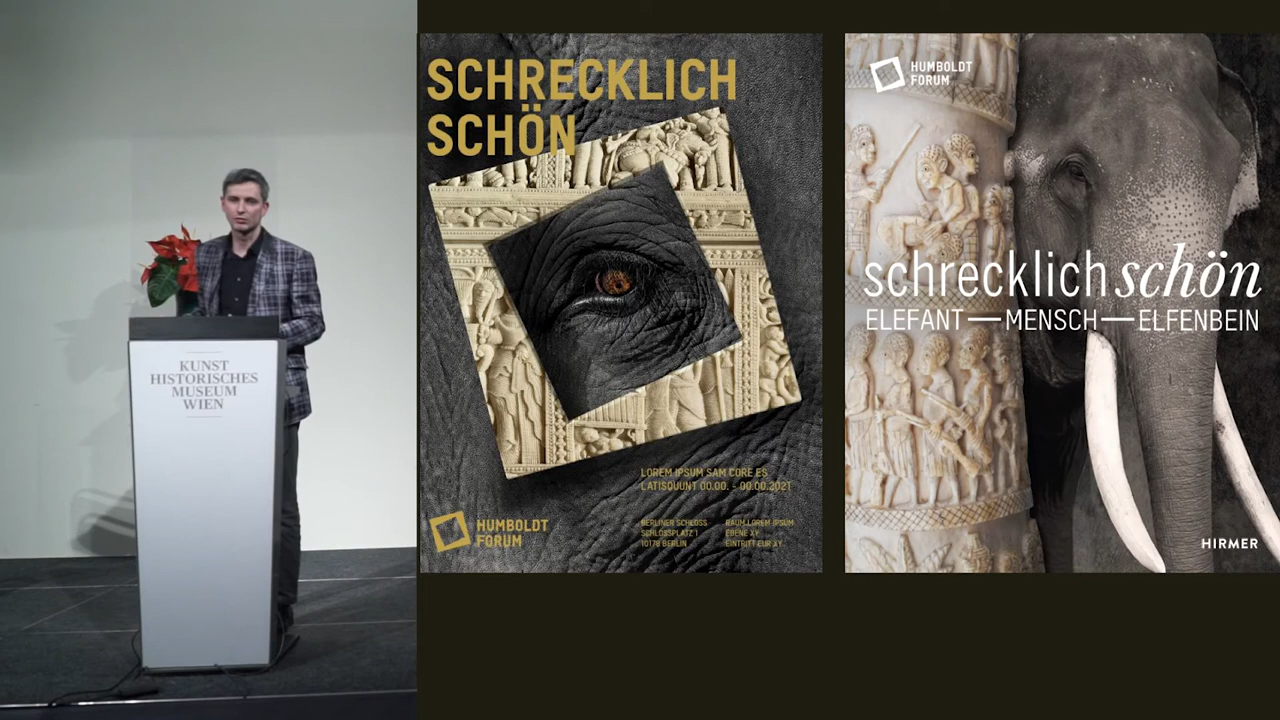 KUNST
HISTORISCHES
MUSEUM
WIEN
SCHRECKLICH
SCHÖN
LOREM IPSUM SAM CORE ES
LATISQUUNT 00.00. - 00.00.2021
HUMBOLDT
FORUM
BERLINER SCHLOSS
SCHLOSSPLATZ 1
10178 BERLIN
RAUM LOREM IPSUM
EBENE XY
EINTRITT EUR XY
HUMBOLDT
FORUM
schrecklich schön
ELEFANT—MENSCH—ELFENBEIN
HIRMER